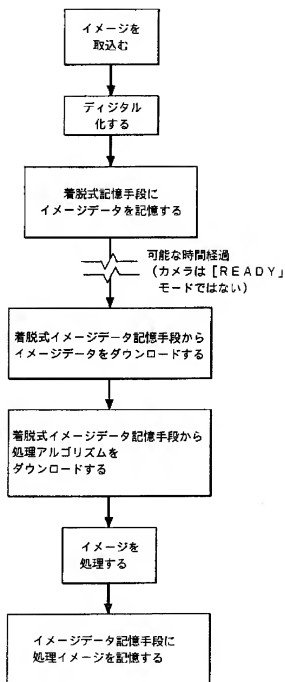 イメージを
取込む
ディジタル
化する
着脱式記憶手段に
イメージデータを記憶する
可能な時間経過
(カメラは[READY]
モードではない)
着脱式イメージデータ記憶手段から
イメージデータをダウンロードする
着脱式イメージデータ記憶手段から
処理アルゴリズムを
ダウンロードする
イメージを
処理する
イメージデータ記憶手段に
処理イメージを記憶する